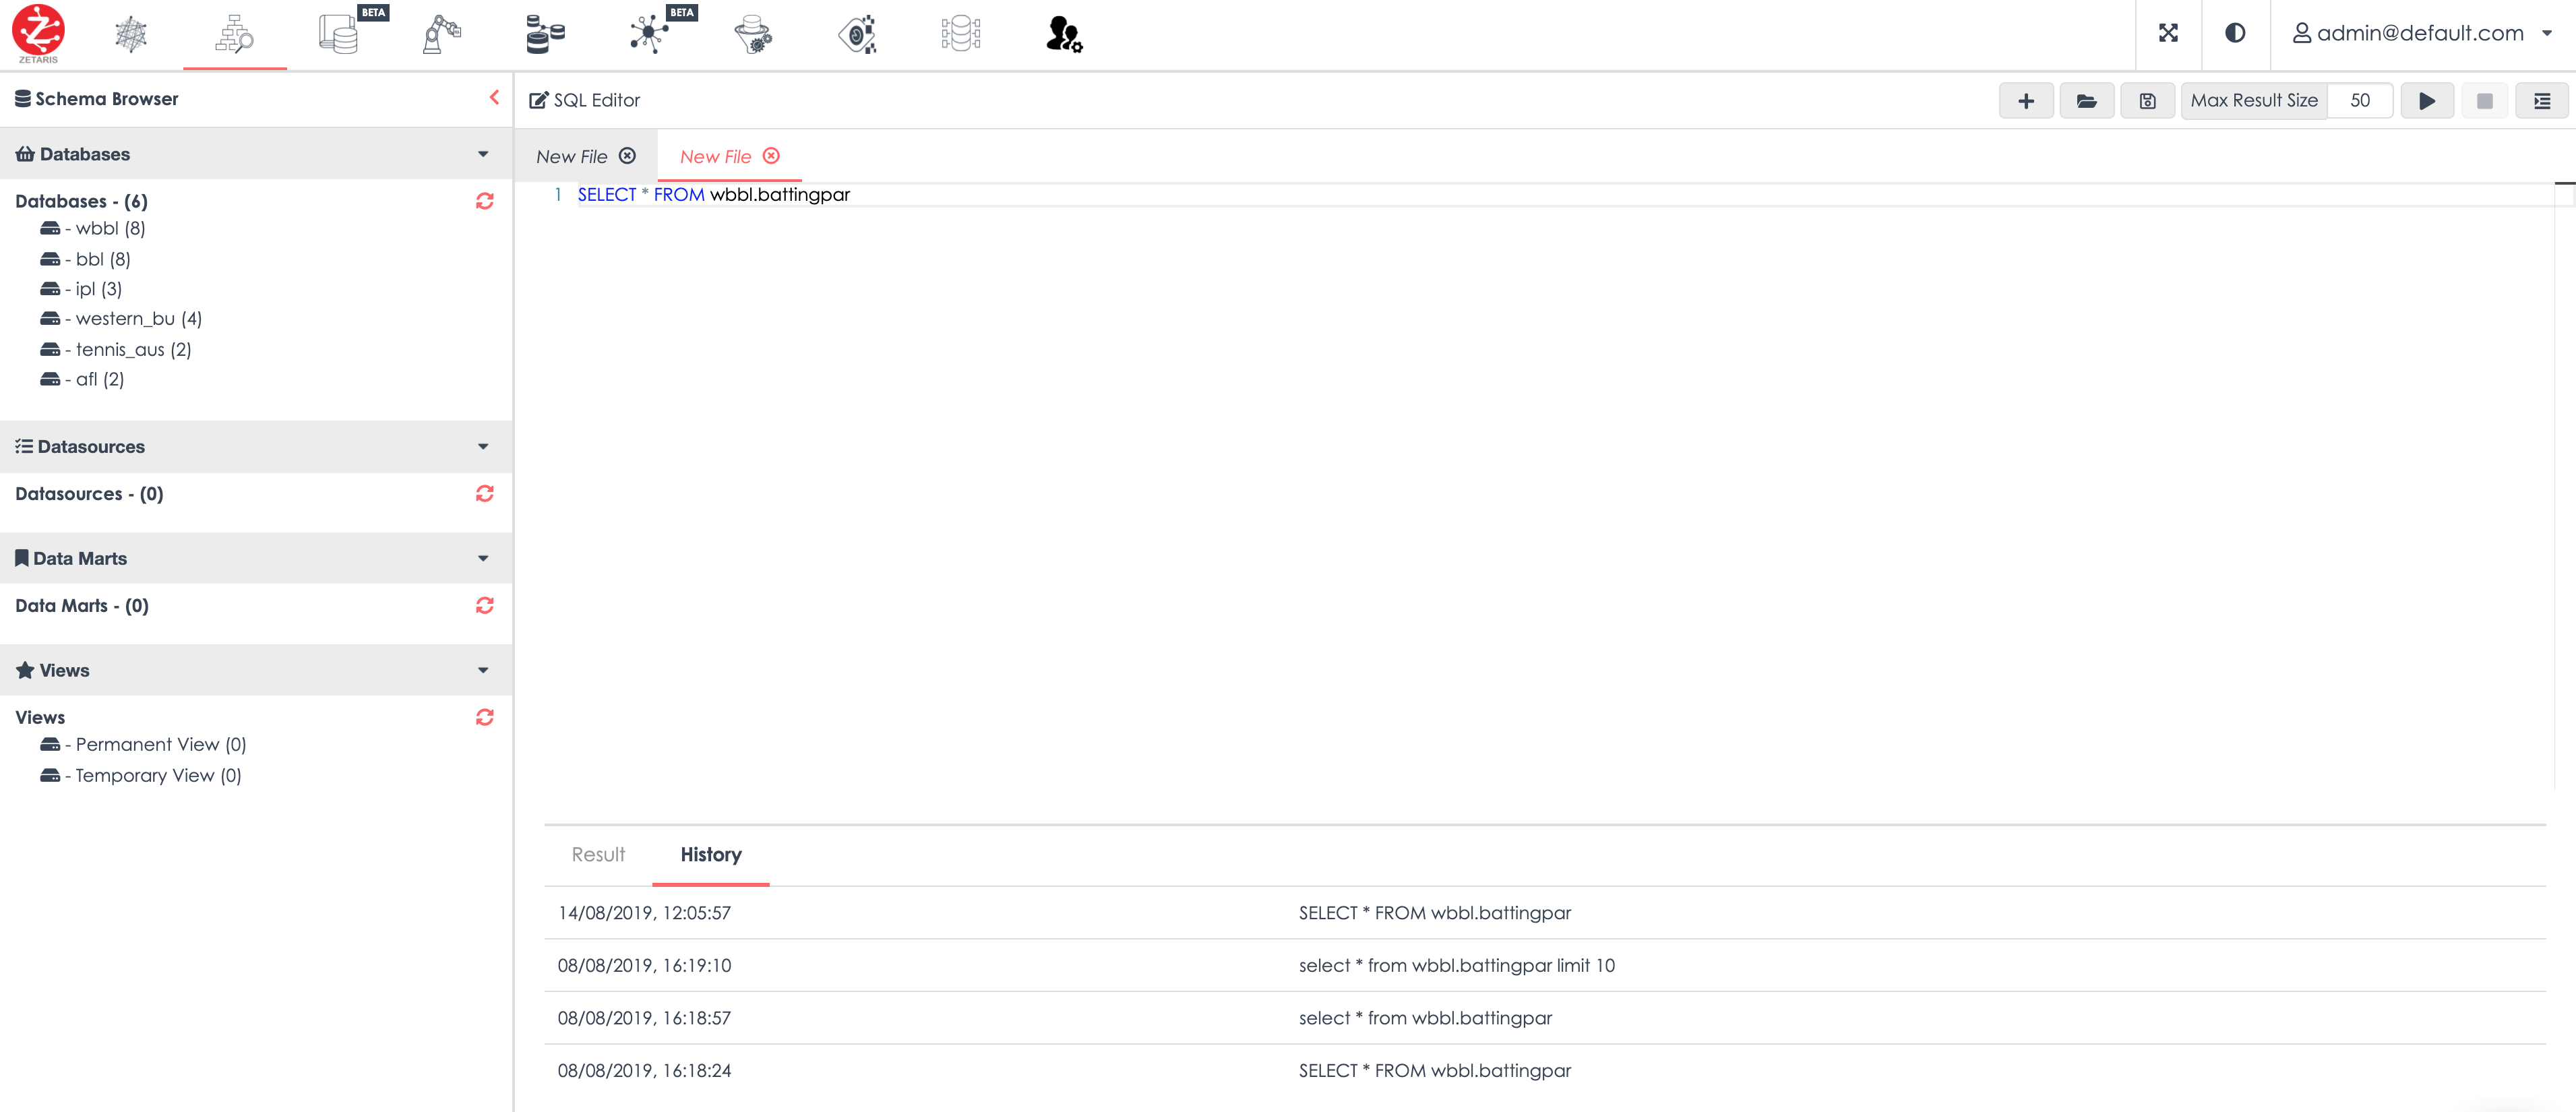 ZETARIS
BETA
BETA
admin@default.com
Schema Browser
Databases
Databases - (6)
- wbbl (8)
- bbl (8)
- ipl (3)
- western_bu (4)
- tennis_aus (2)
- afl (2)
Datasources
Datasources - (0)
Data Marts
Data Marts - (0)
Views
Views
- Permanent View (0)
- Temporary View (0)
SQL Editor
Max Result Size 50
New File New File
1 SELECT * FROM wbbl.battingpar
Result History
14/08/2019, 12:05:57 SELECT * FROM wbbl.battingpar
08/08/2019, 16:19:10 select * from wbbl.battingpar limit 10
08/08/2019, 16:18:57 select * from wbbl.battingpar
08/08/2019, 16:18:24 SELECT * FROM wbbl.battingpar